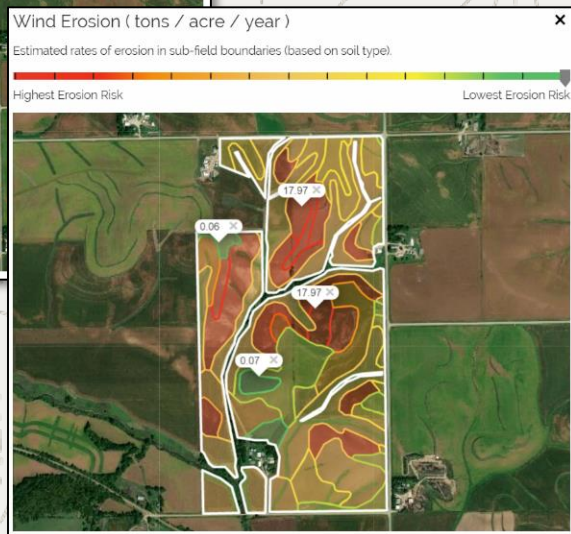 Wind Erosion ( tons / acre / year )
Estimated rates of erosion in sub-field boundaries (based on soil type).
Highest Erosion Risk Lowest Erosion Risk
17.97
0.06
17.97
0.07